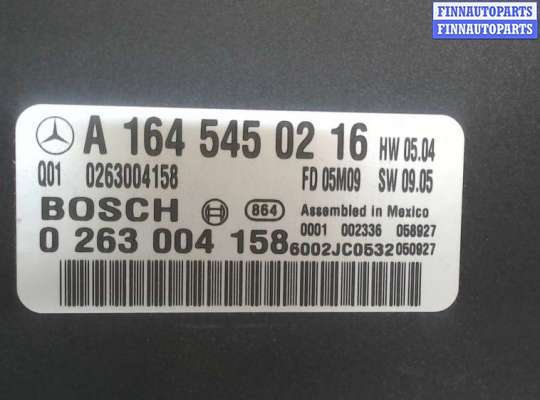 FINNAUTOPARTS
FINNAUTOPARTS
A 164 545 02 16 HW 05.04
Q01 0263004158 FD 05M09 SW 09.05
BOSCH 864 Assembled in Mexico
0001 002336 058927
0 263 004 158 6002JC0532 050927